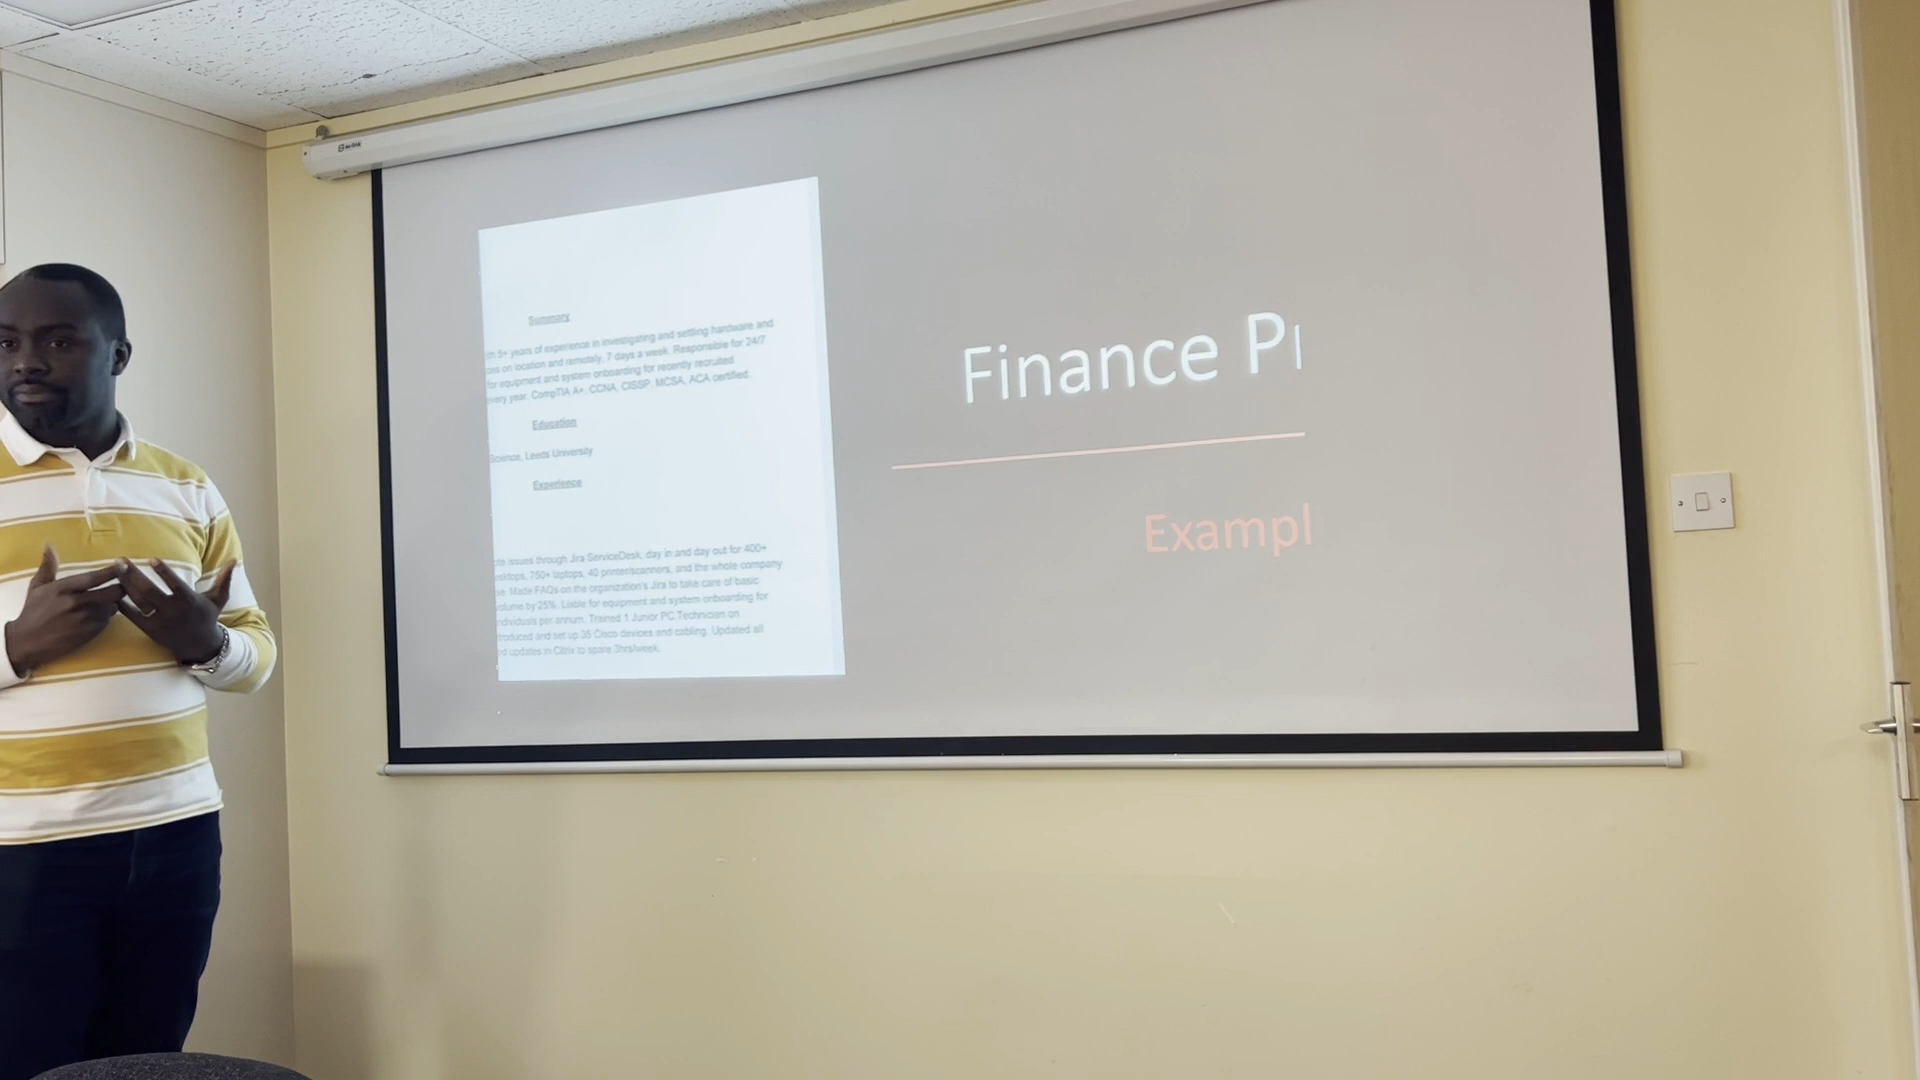 Summary
5+ years of experience in investigating and settling hardware and
on location and remotely, 7 days a week. Responsible for 24/7
for equipment and system onboarding for recently recruited
every year. CompTIA A+, CCNA, CISSP, MCSA, ACA certified.
Education
Science, Leeds University
Experience
issues through Jira ServiceDesk, day in and day out for 400+
750+ laptops, 40 printer/scanners, and the whole company
Made FAQs on the organization's Jira to take care of basic
volume by 25%. Liable for equipment and system onboarding for
individuals per annum. Trained 1 Junior PC Technician on
and set up 35 Cisco devices and cabling. Updated all
updates in Citrix to spare 3hrs/week.
Finance P
Exampl